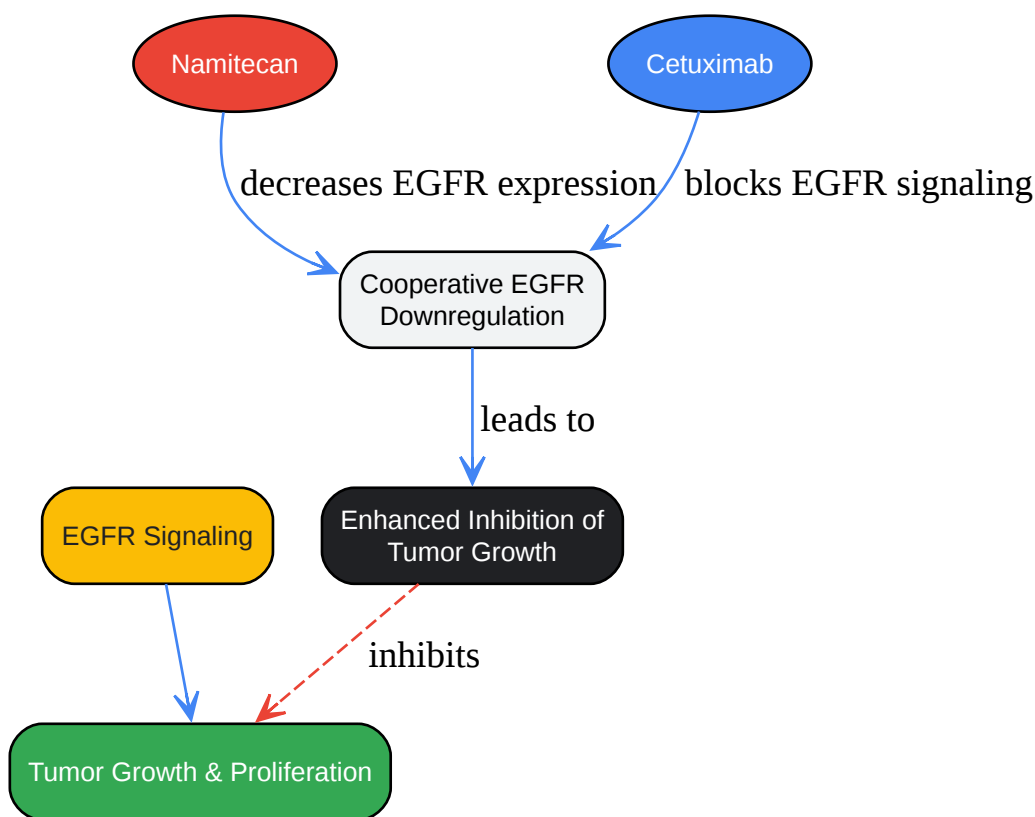 Namitecan
Cetuximab
decreases EGFR expression
blocks EGFR signaling
Cooperative EGFR
Downregulation
leads to
EGFR Signaling
Enhanced Inhibition of
Tumor Growth
inhibits
Tumor Growth & Proliferation